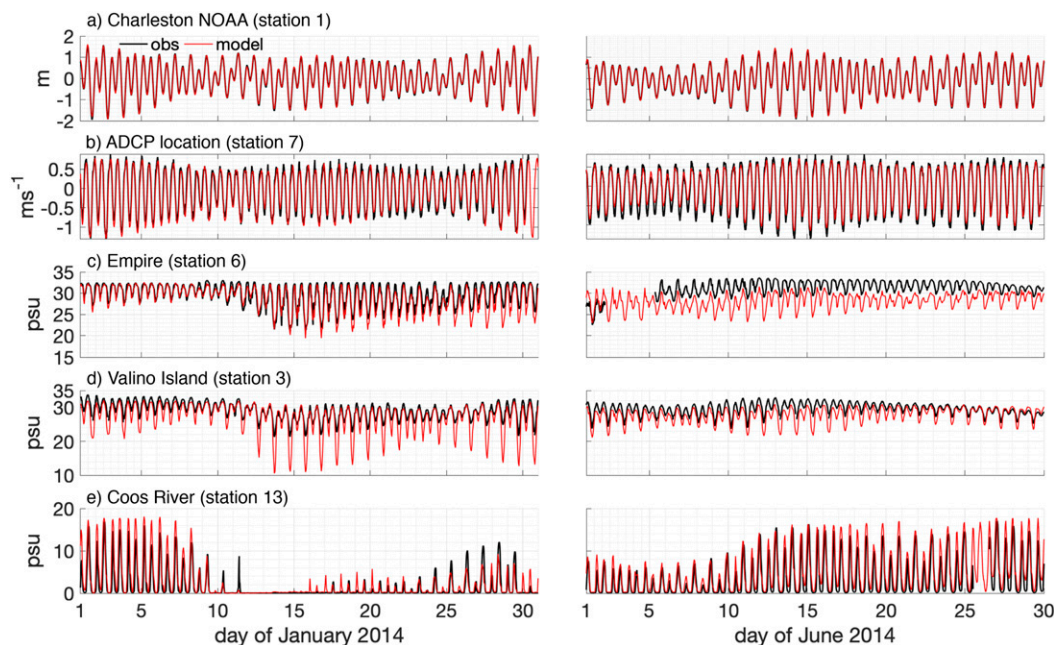 a) Charleston NOAA (station 1)
obs model
m
2
1
0
-1
-2
b) ADCP location (station 7)
ms-1
0.5
0
-0.5
-1
c) Empire (station 6)
psu
35
30
25
20
15
d) Valino Island (station 3)
psu
35
30
20
10
e) Coos River (station 13)
psu
20
10
0
1 5 10 15 20 25 30
1 5 10 15 20 25 30
day of January 2014
day of June 2014